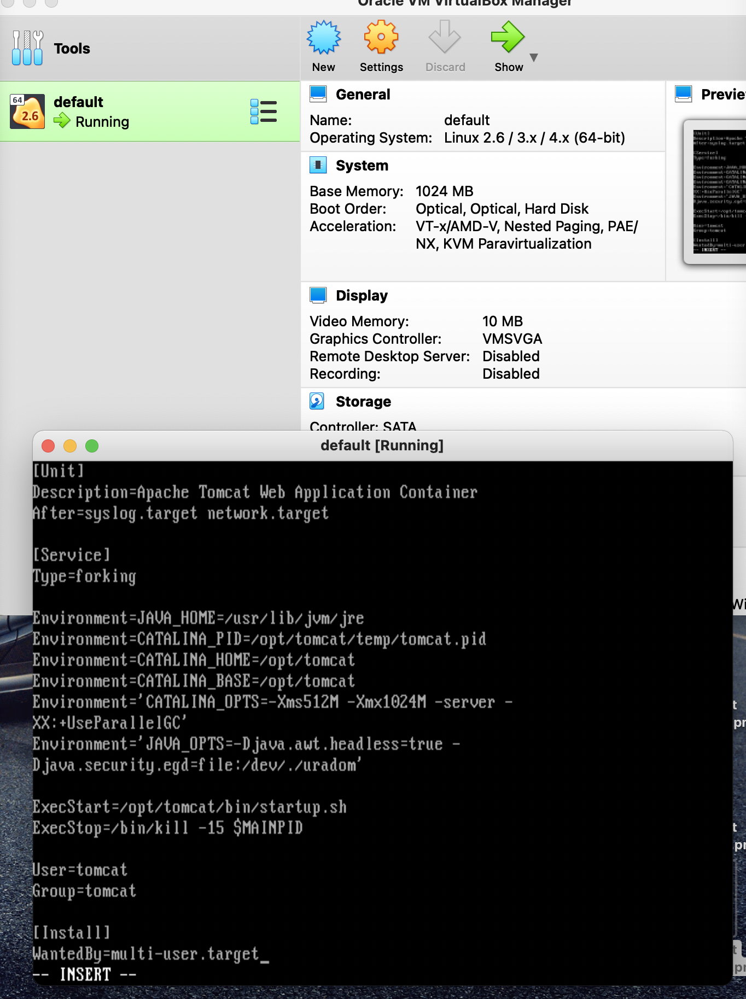 Oracle VM VirtualBox Manager
Tools
New
Settings
Discard
Show
64
2.6
default
Running
General
Name: default
Operating System: Linux 2.6 / 3.x / 4.x (64-bit)
Previe
System
Base Memory: 1024 MB
Boot Order: Optical, Optical, Hard Disk
Acceleration: VT-x/AMD-V, Nested Paging, PAE/
NX, KVM Paravirtualization
Display
Video Memory: 10 MB
Graphics Controller: VMSVGA
Remote Desktop Server: Disabled
Recording: Disabled
Storage
Controller: SATA
default [Running]
[Unit]
Description=Apache Tomcat Web Application Container
After=syslog.target network.target
[Service]
Type=forking
Environment=JAVA_HOME=/usr/lib/jvm/jre
Environment=CATALINA_PID=/opt/tomcat/temp/tomcat.pid
Environment=CATALINA_HOME=/opt/tomcat
Environment=CATALINA_BASE=/opt/tomcat
Environment='CATALINA_OPTS=-Xms512M -Xmx1024M -server -
XX:+UseParallelGC'
Environment='JAVA_OPTS=-Djava.awt.headless=true -
Djava.security.egd=file:/dev/./uradom'
ExecStart=/opt/tomcat/bin/startup.sh
ExecStop=/bin/kill -15 $MAINPID
User=tomcat
Group=tomcat
[Install]
WantedBy=multi-user.target_
-- INSERT --